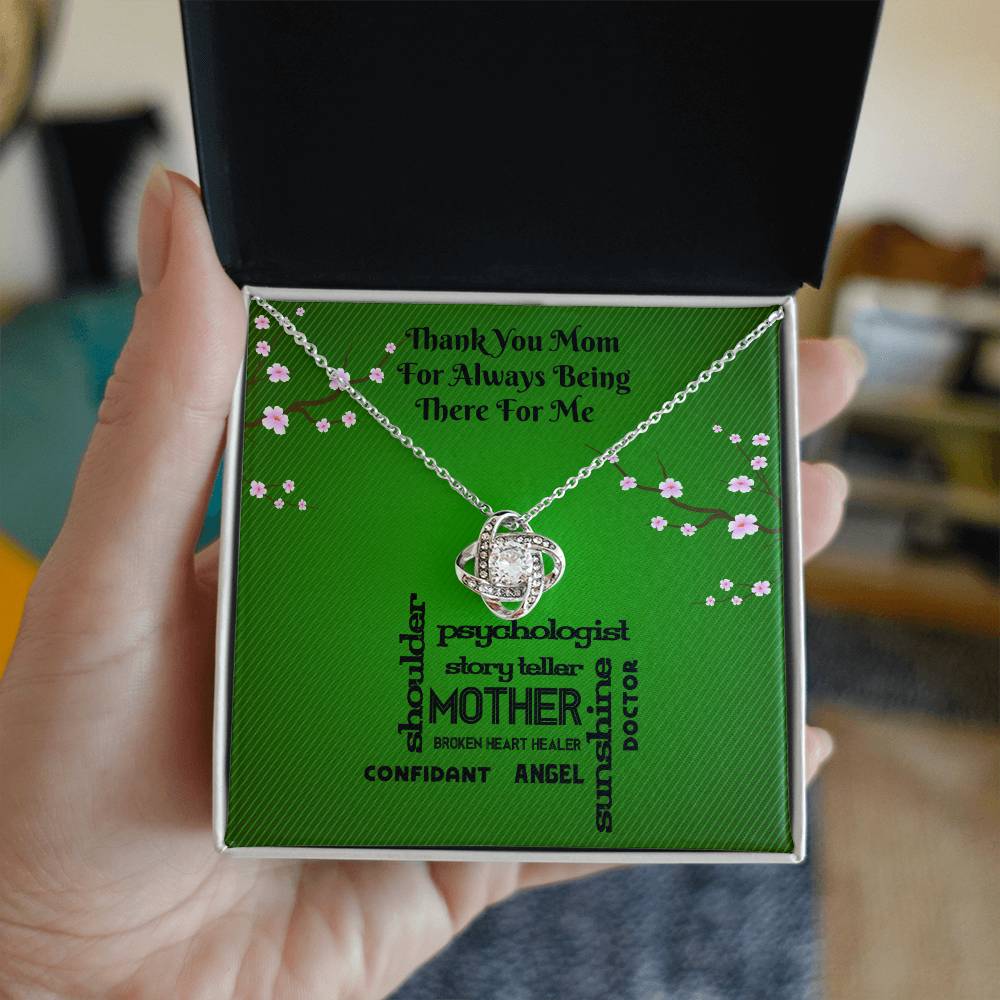 Thank You Mom
For Always Being
There For Me
shoulder
psychologist
story teller
MOTHER
BROKEN HEART HEALER
CONFIDANT ANGEL
sunshine
DOCTOR